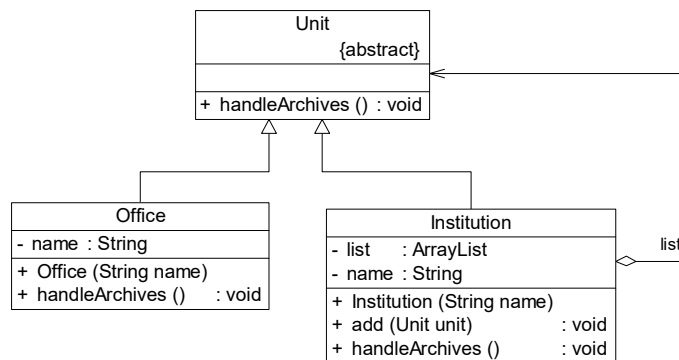 Unit
{abstract}
+ handleArchives () : void
Office
- name : String
+ Office (String name)
+ handleArchives () : void
Institution
- list : ArrayList
- name : String
+ Institution (String name)
+ add (Unit unit) : void
+ handleArchives () : void
list